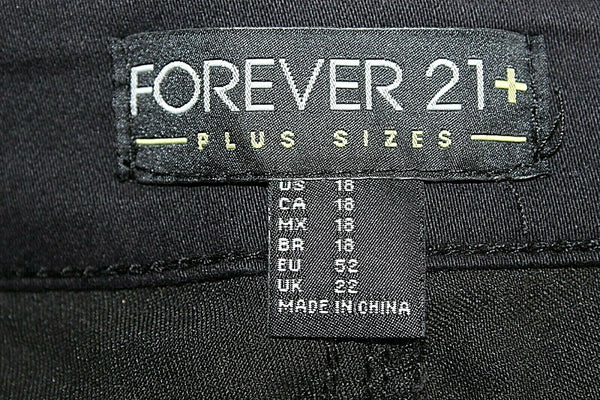 FOREVER 21+
PLUS SIZES
US 18
CA 18
MX 18
BR 18
EU 52
UK 22
MADE IN CHINA